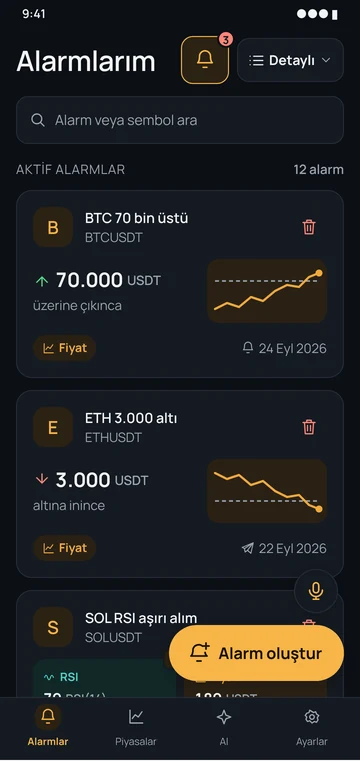 9:41
Alarmlarım
3
Detaylı
Alarm veya sembol ara
AKTİF ALARMLAR
12 alarm
B
BTC 70 bin üstü
BTCUSDT
70.000 USDT
üzerine çıkınca
Fiyat
24 Eyl 2026
E
ETH 3.000 altı
ETHUSDT
3.000 USDT
altına inince
Fiyat
22 Eyl 2026
S
SOL RSI aşırı alım
SOLUSDT
Alarm oluştur
RSI
Alarmlar
Piyasalar
AI
Ayarlar